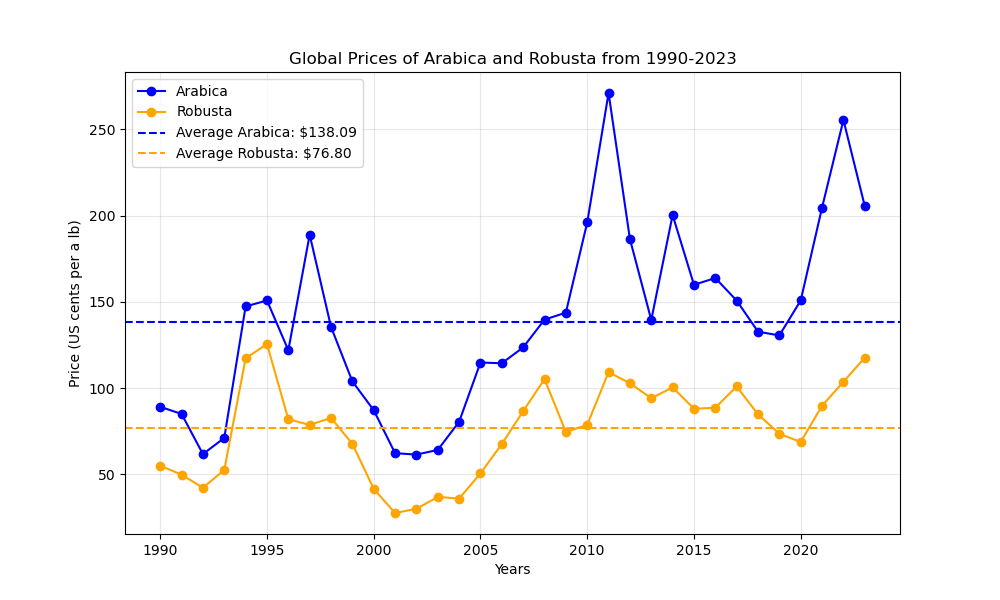 Global Prices of Arabica and Robusta from 1990-2023
Arabica
Robusta
Average Arabica: $138.09
Average Robusta: $76.80
Price (US cents per a lb)
250
200
150
100
50
1990 1995 2000 2005 2010 2015 2020
Years